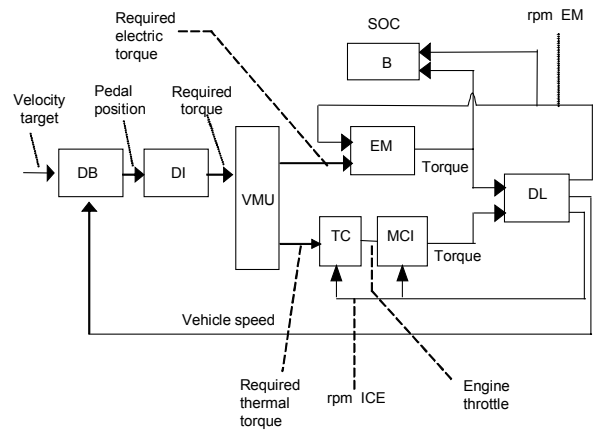 Required
electric
torque
SOC
rpm EM
B
Velocity
target
Pedal
position
Required
torque
DB
DI
VMU
EM
Torque
DL
TC
MCI
Torque
Vehicle speed
Required
thermal
torque
rpm ICE
Engine
throttle